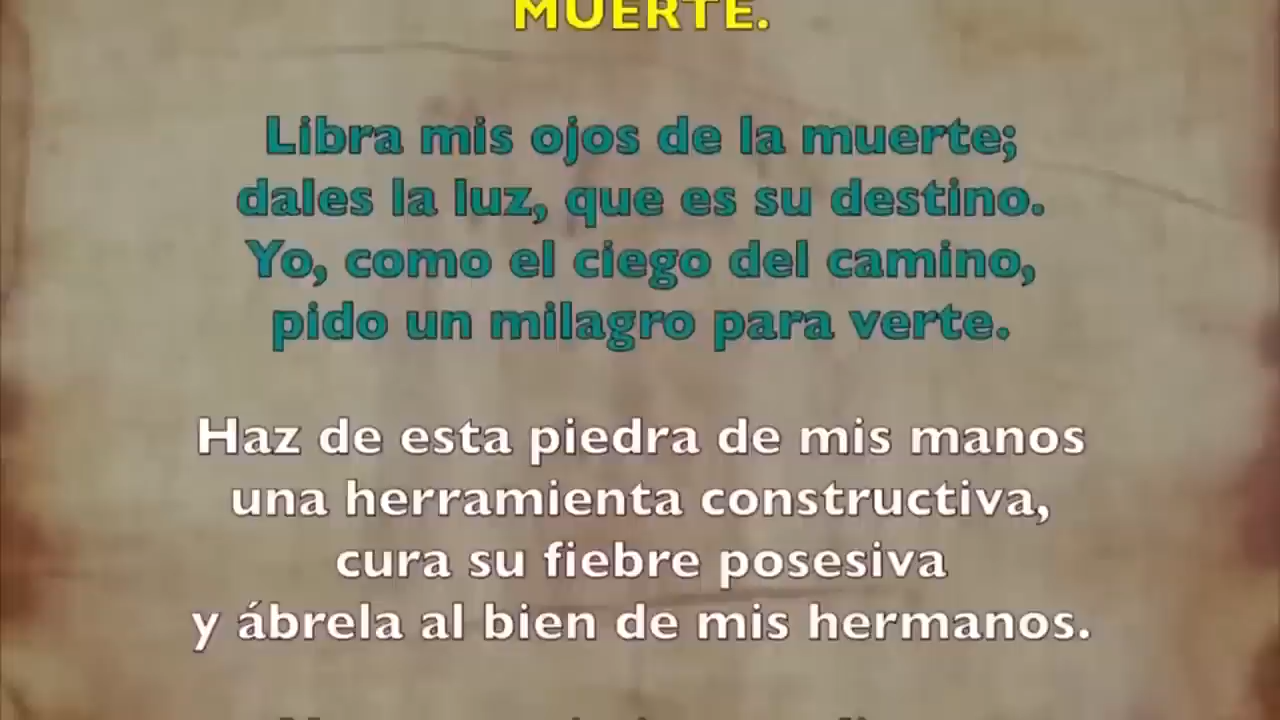 MUERTE.
Libra mis ojos de la muerte;
dales la luz, que es su destino.
Yo, como el ciego del camino,
pido un milagro para verte.
Haz de esta piedra de mis manos
una herramienta constructiva,
cura su fiebre posesiva
y ábrela al bien de mis hermanos.